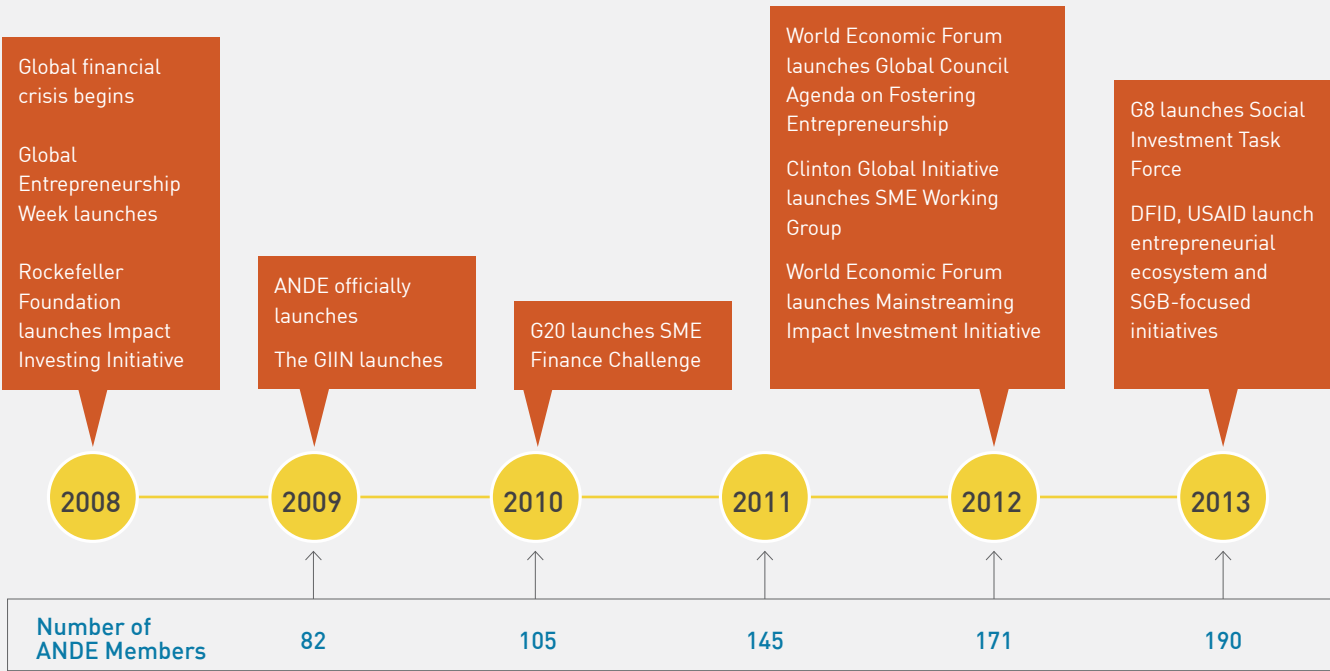 Global financial
crisis begins
Global
Entrepreneurship
Week launches
Rockefeller
Foundation
launches Impact
Investing Initiative
ANDE officially
launches
The GIIN launches
G20 launches SME
Finance Challenge
World Economic Forum
launches Global Council
Agenda on Fostering
Entrepreneurship
Clinton Global Initiative
launches SME Working
Group
World Economic Forum
launches Mainstreaming
Impact Investment Initiative
G8 launches Social
Investment Task
Force
DFID, USAID launch
entrepreneurial
ecosystem and
SGB-focused
initiatives
2008 2009 2010 2011 2012 2013
Number of
ANDE Members 82 105 145 171 190